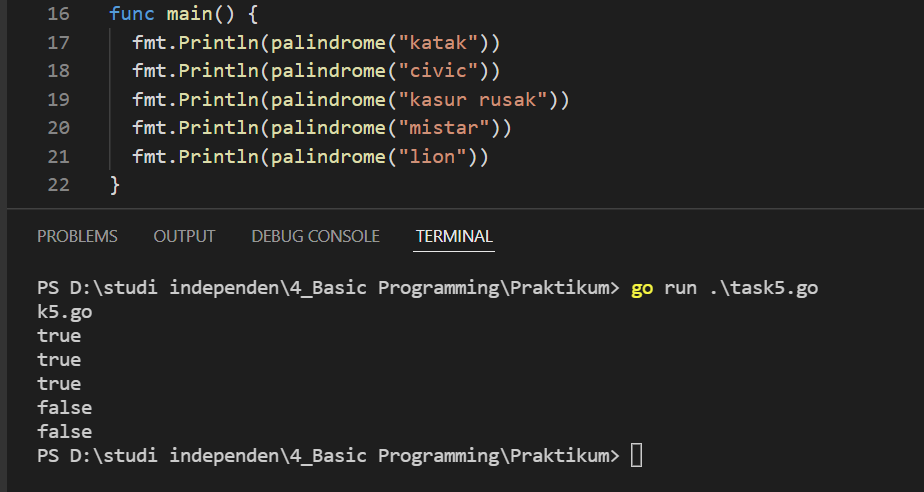 16 func main() {
17 fmt.Println(palindrome("katak"))
18 fmt.Println(palindrome("civic"))
19 fmt.Println(palindrome("kasur rusak"))
20 fmt.Println(palindrome("mistar"))
21 fmt.Println(palindrome("lion"))
22 }
PROBLEMS OUTPUT DEBUG CONSOLE TERMINAL
PS D:\studi independen\4_Basic Programming\Praktikum> go run .\task5.go
k5.go
true
true
true
false
false
PS D:\studi independen\4_Basic Programming\Praktikum>